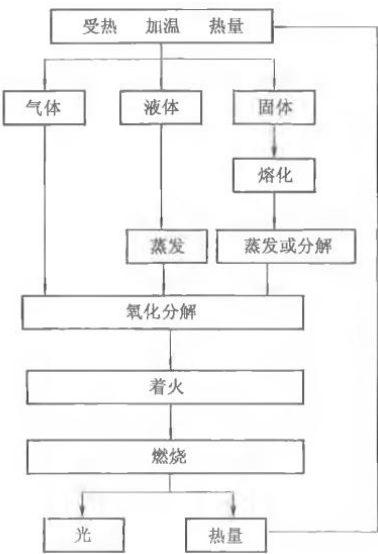 受热 加温 热量
气体 液体 固体
熔化
蒸发 蒸发或分解
氧化分解
着火
燃烧
光 热量